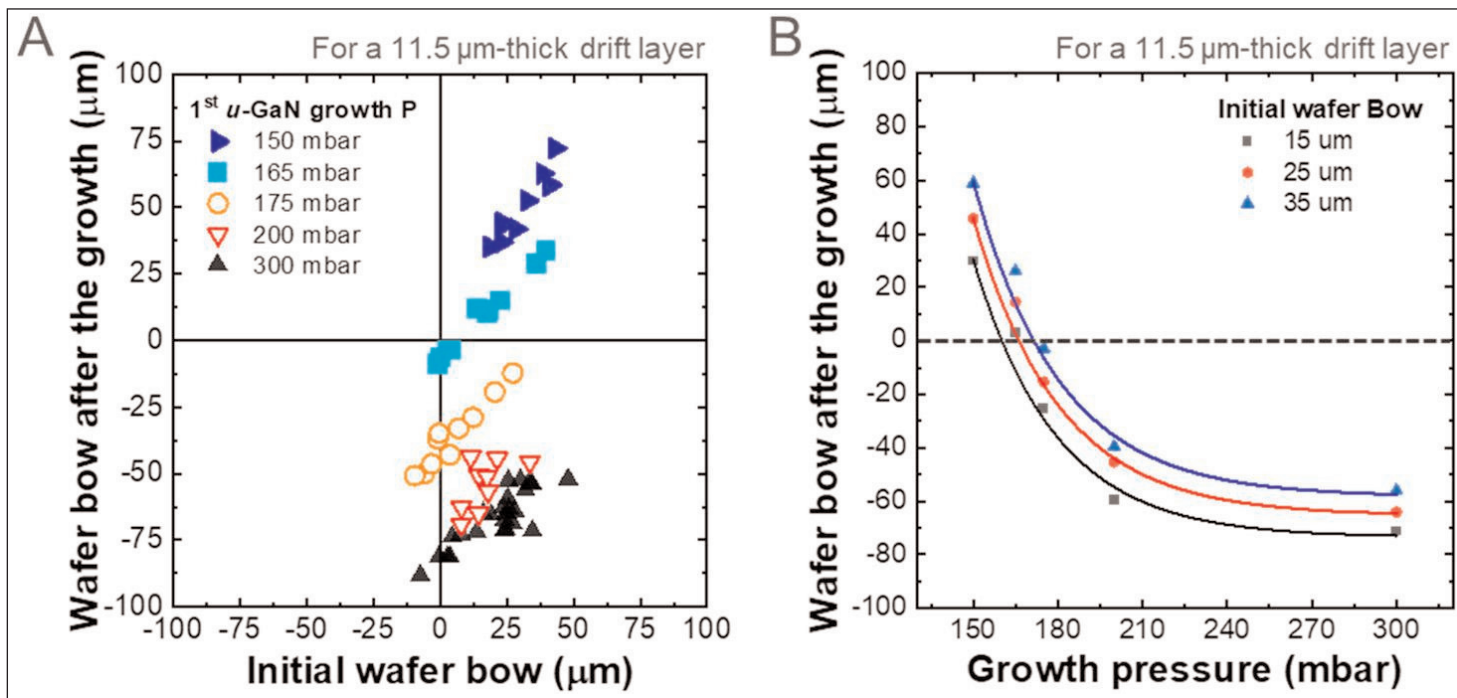 A
For a 11.5 µm-thick drift layer
Wafer bow after the growth (µm)
100
75
50
25
0
-25
-50
-75
-100
1st u-GaN growth P
150 mbar
165 mbar
175 mbar
200 mbar
300 mbar
-100 -75 -50 -25 0 25 50 75 100
Initial wafer bow (µm)
B
For a 11.5 µm-thick drift layer
Wafer bow after the growth (µm)
100
80
60
40
20
0
-20
-40
-60
-80
-100
Initial wafer Bow
15 um
25 um
35 um
150 180 210 240 270 300
Growth pressure (mbar)